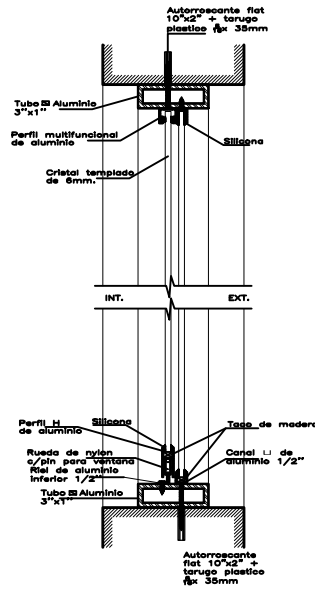 Autorroscante flat
10"x2" + tarugo
plastico x 35mm
Tubo Aluminio
3"x1"
Perfil multifuncional
de aluminio
Silicona
Cristal templado
de 6mm.
INT.
EXT.
Perfil H
de aluminio
Silicona
Taco de madera
Rueda de nylon
c/pin para ventana
Canal ⊔ de
aluminio 1/2"
Riel de aluminio
inferior 1/2"
Tubo Aluminio
3"x1"
Autorroscante
flat 10"x2" +
tarugo plastico
x 35mm